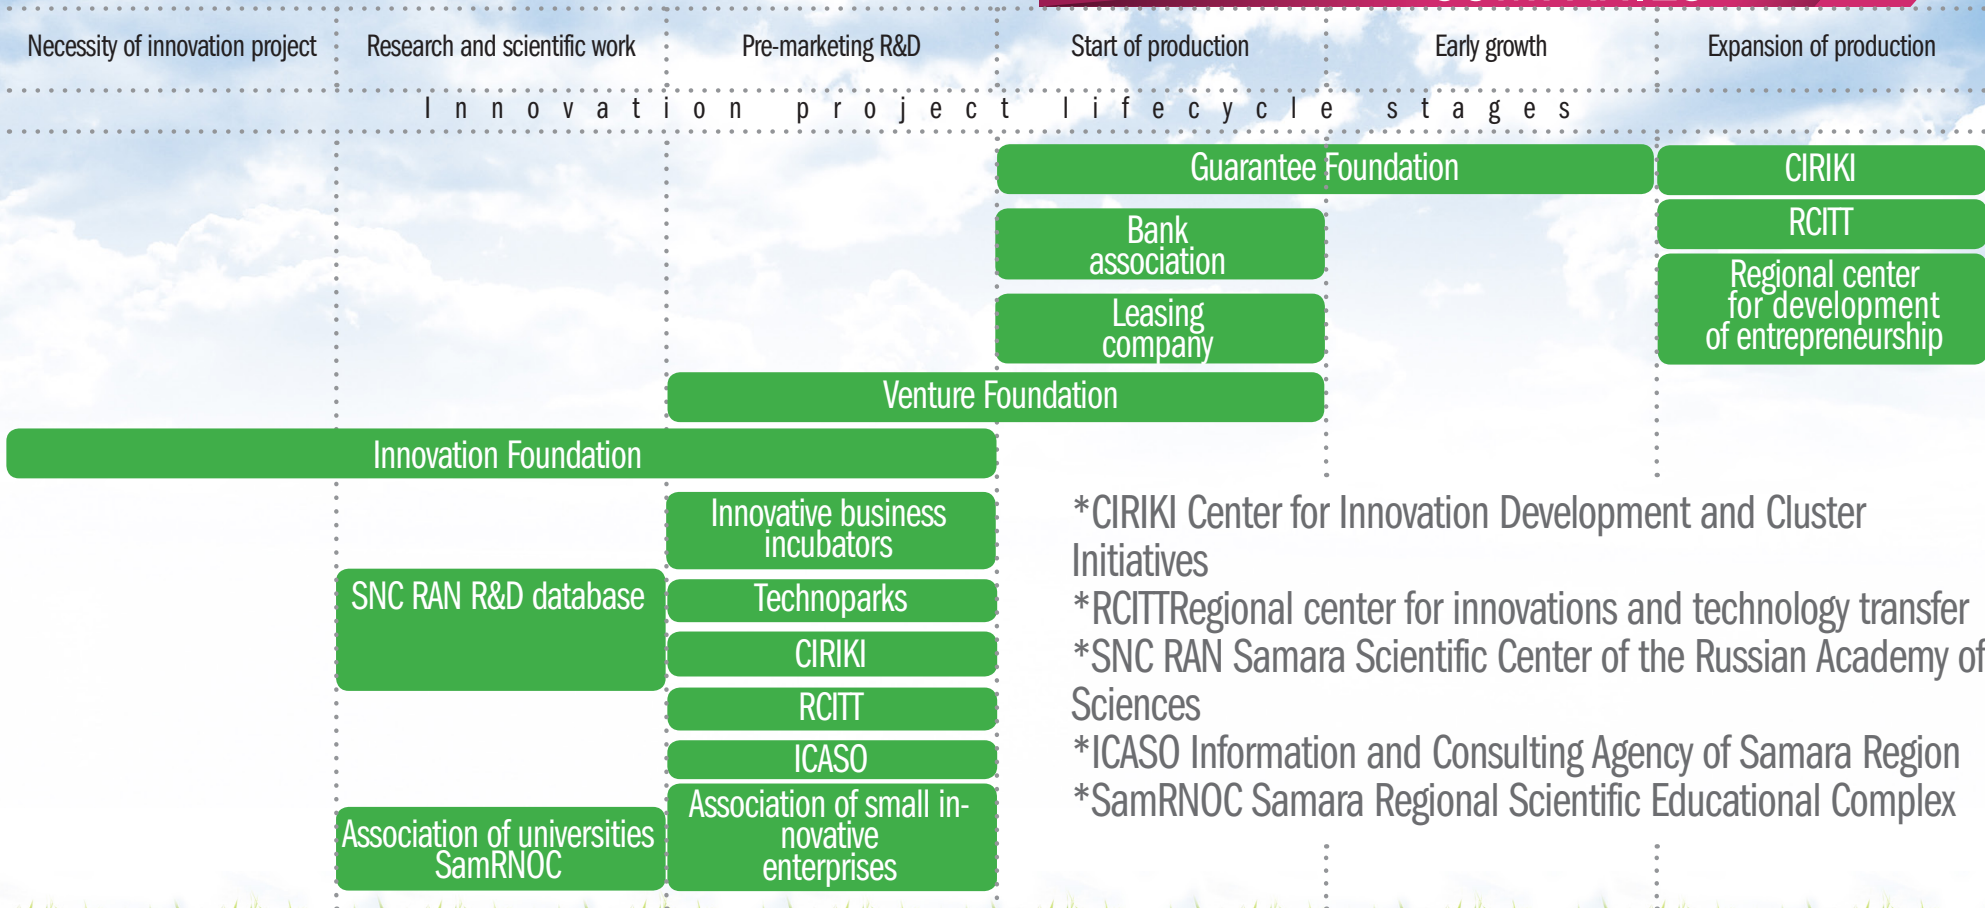 Necessity of innovation project
Research and scientific work
Pre-marketing R&D
Start of production
Early growth
Expansion of production
Innovation project lifecycle stages
Guarantee Foundation
CIRIKI
Bank
association
RCITT
Leasing
company
Regional center
for development
of entrepreneurship
Venture Foundation
Innovation Foundation
Innovative business
incubators
SNC RAN R&D database
Technoparks
CIRIKI
RCITT
ICASO
Association of universities
SamRNOC
Association of small in-
novative
enterprises
*CIRIKI Center for Innovation Development and Cluster
Initiatives
*RCITTRegional center for innovations and technology transfer
*SNC RAN Samara Scientific Center of the Russian Academy of
Sciences
*ICASO Information and Consulting Agency of Samara Region
*SamRNOC Samara Regional Scientific Educational Complex